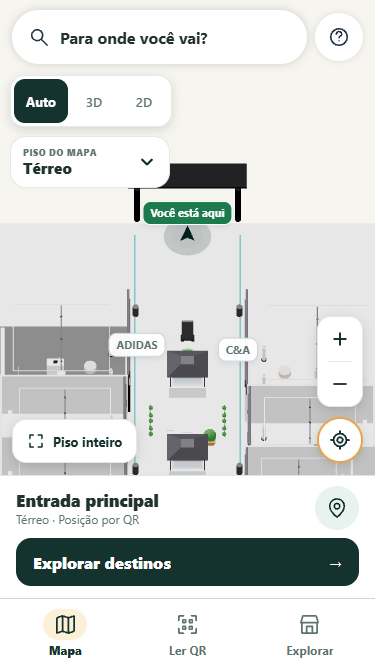 Para onde você vai?
Auto
3D
2D
PISO DO MAPA
Térreo
Você está aqui
ADIDAS
C&A
Piso inteiro
Entrada principal
Térreo · Posição por QR
Explorar destinos →
Mapa
Ler QR
Explorar